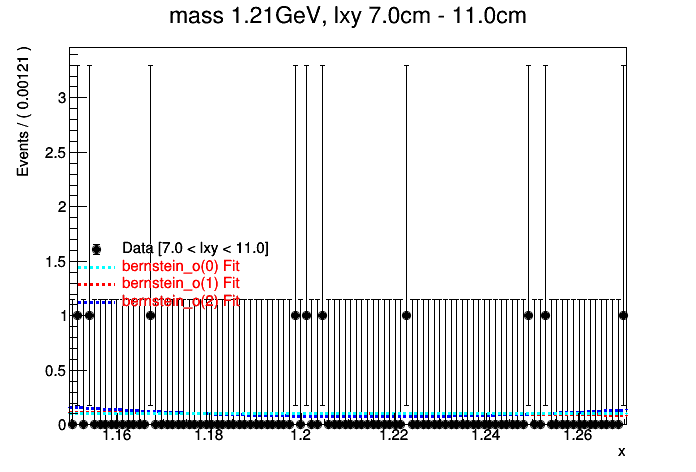 mass 1.21GeV, lxy 7.0cm - 11.0cm
Events / ( 0.00121 )
3
2.5
2
1.5
1
0.5
0
Data [7.0 < lxy < 11.0]
bernstein_o(0) Fit
bernstein_o(1) Fit
bernstein_o(2) Fit
1.16 1.18 1.2 1.22 1.24 1.26
x